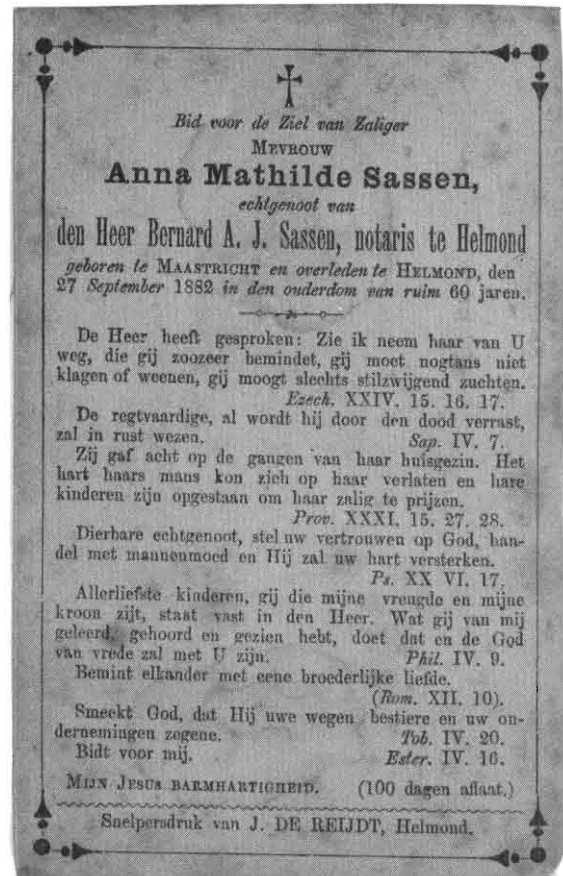 Bid voor de Ziel van Zaliger
MEVROUW
Anna Mathilde Sassen,
echtgenoot van
den Heer Bernard A. J. Sassen, notaris te Helmond
geboren te MAASTRICHT en overleden te HELMOND, den
27 September 1882 in den ouderdom van ruim 60 jaren.
De Heer heeft gesproken: Zie ik neem haar van U
weg, die gij zoozeer bemindet, gij moet nogtans niet
klagen of weenen, gij moogt slechts stilzwijgend zuchten.
Ezech. XXIV. 15. 16. 17.
De regtvaardige, al wordt hij door den dood verrast,
zal in rust wezen. Sap. IV. 7.
Zij gaf acht op de gangen van haar huisgezin. Het
hart haars mans kon zich op haar verlaten en hare
kinderen zijn opgestaan om haar zalig te prijzen.
Prov. XXXI. 15. 27. 28.
Dierbare echtgenoot, stel uw vertrouwen op God, han-
del met mannenmoed en Hij zal uw hart versterken.
Ps. XX VI. 17.
Allerliefste kinderen, gij die mijne vreugde en mijne
kroon zijt, staat vast in den Heer. Wat gij van mij
geleerd, gehoord en gezien hebt, doet dat en de God
van vrede zal met U zijn. Phil. IV. 9.
Bemint elkander met eene broederlijke liefde.
(Rom. XII. 10).
Smeekt God, dat Hij uwe wegen bestiere en uw on-
dernemingen zegene. Tob. IV. 20.
Bidt voor mij. Ester. IV. 16.
MIJN JESUS BARMHARTIGHEID. (100 dagen aflaat.)
Snelpersdruk van J. DE REIJDT, Helmond.